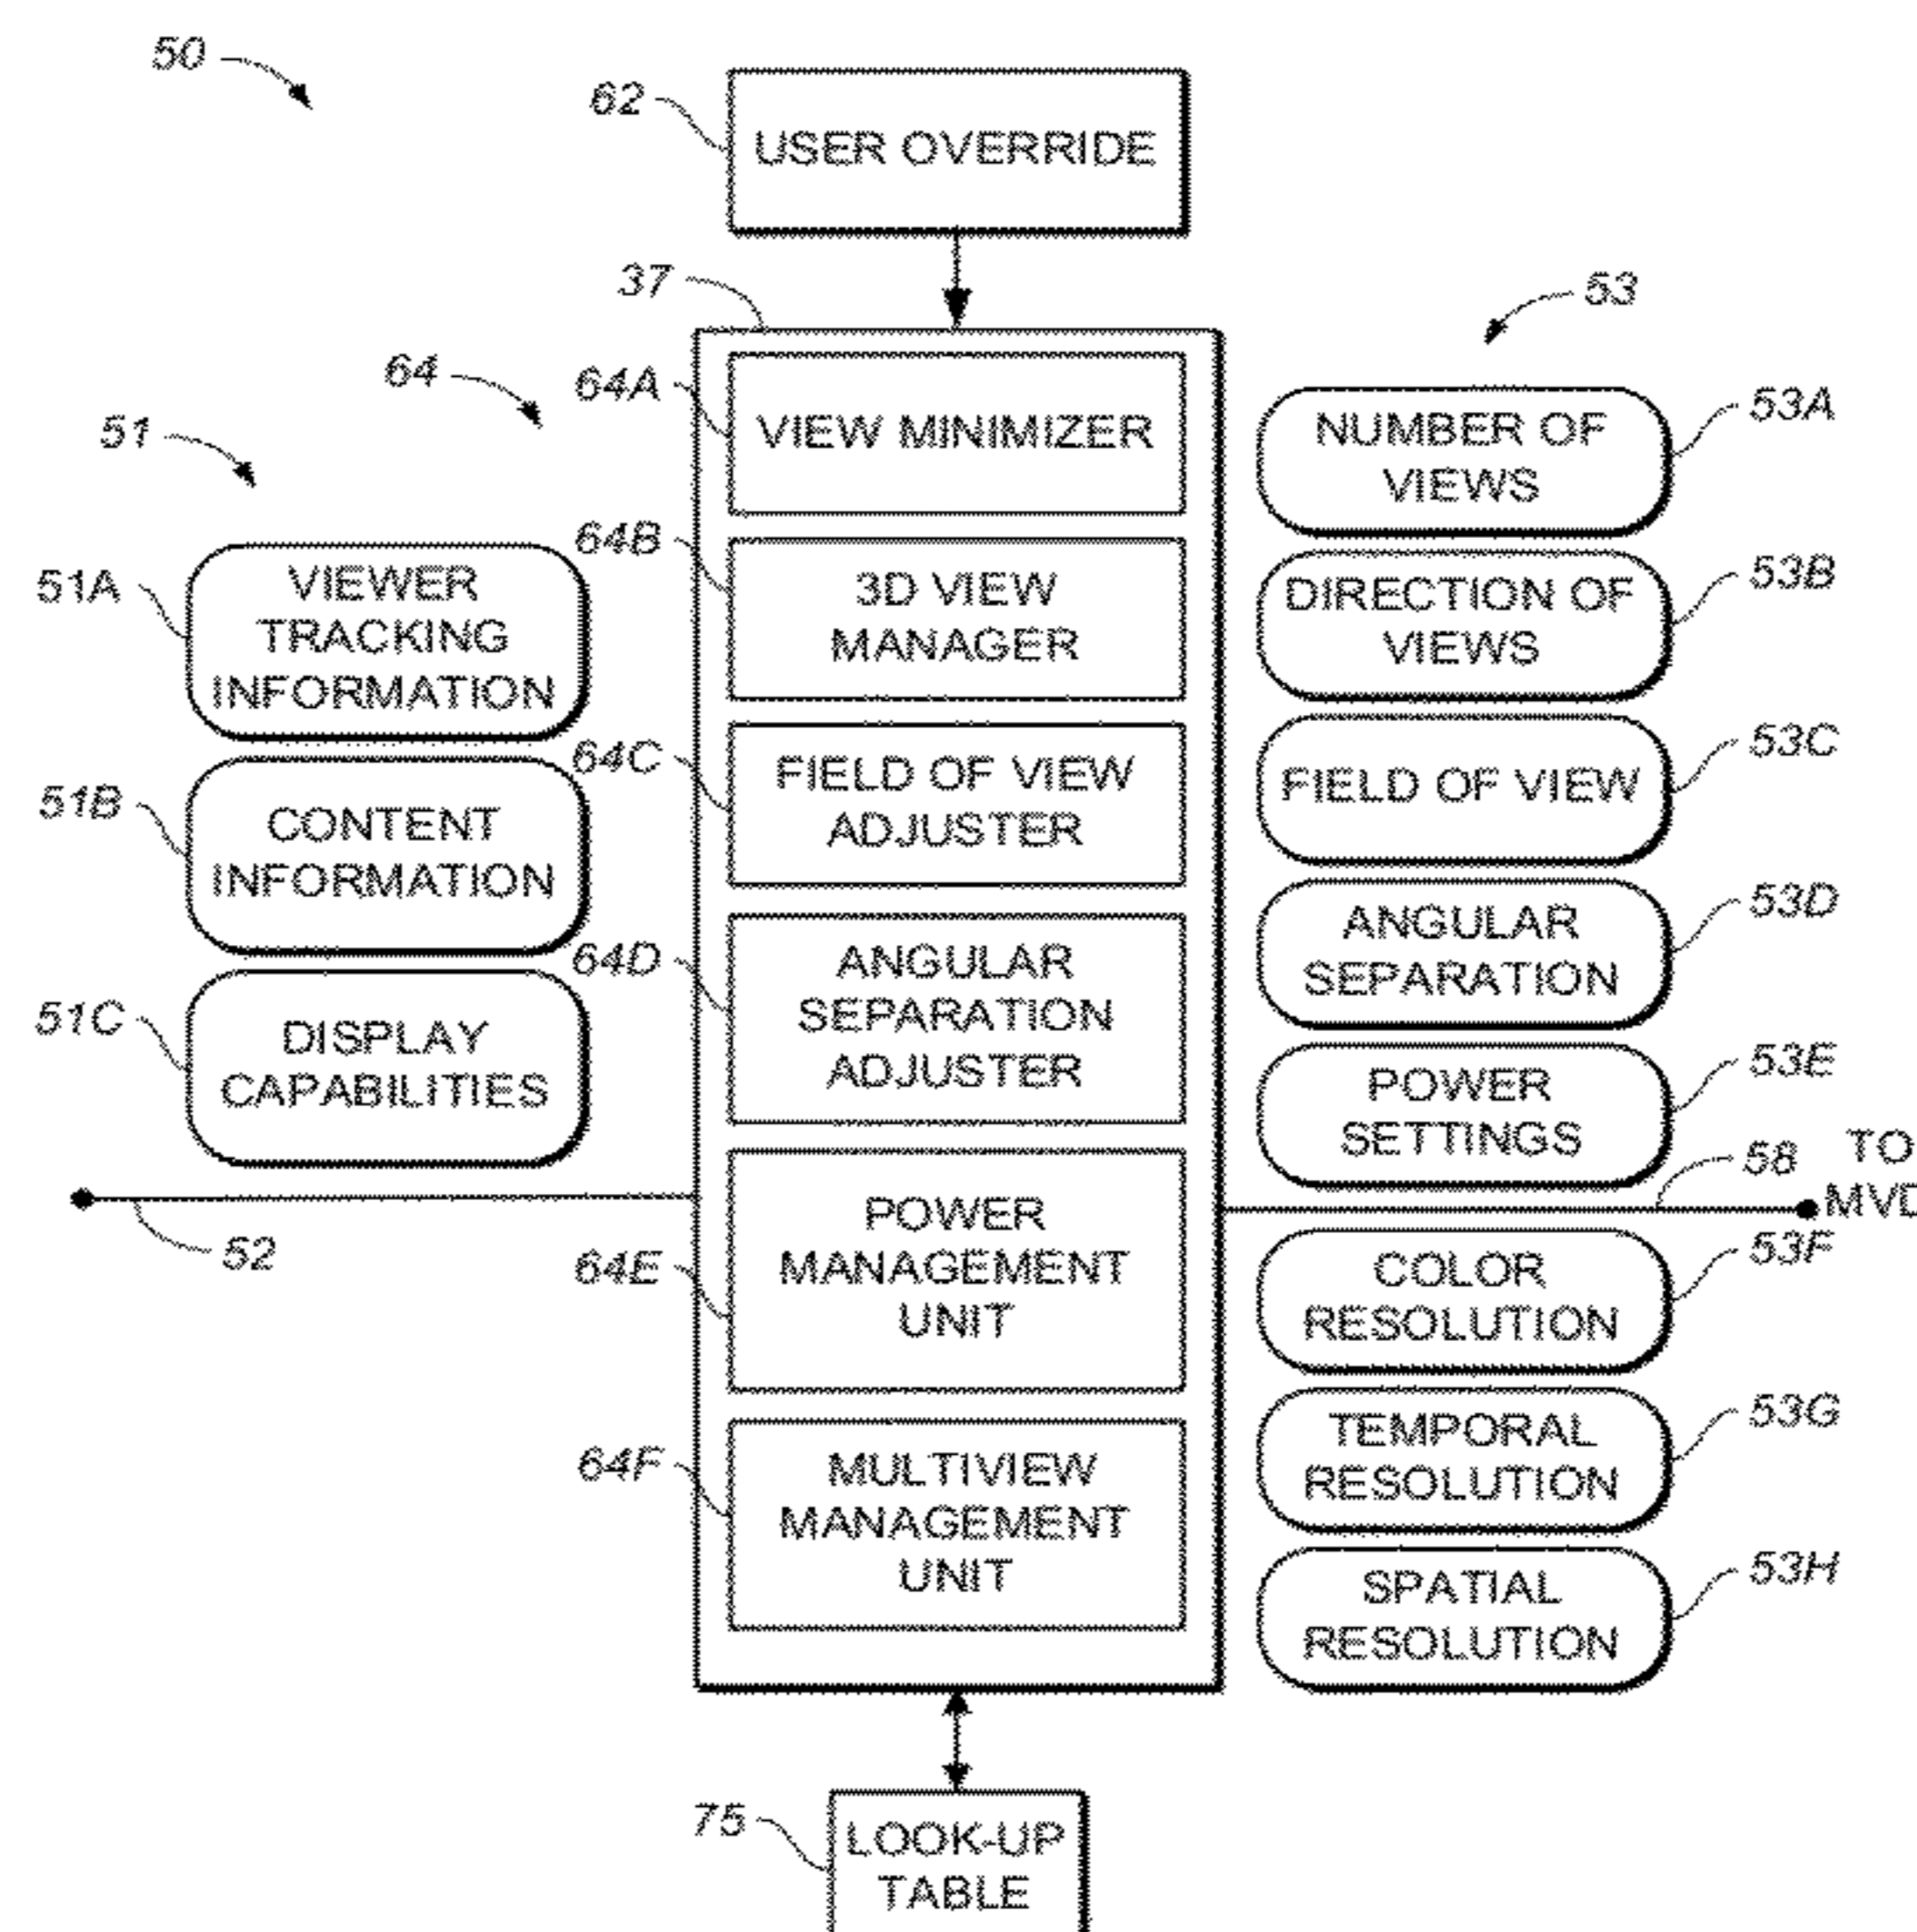 50
62
USER OVERRIDE
37
53
64
51
64A
VIEW MINIMIZER
64B
3D VIEW
MANAGER
64C
FIELD OF VIEW
ADJUSTER
64D
ANGULAR
SEPARATION
ADJUSTER
64E
POWER
MANAGEMENT
UNIT
64F
MULTIVIEW
MANAGEMENT
UNIT
51A
VIEWER
TRACKING
INFORMATION
51B
CONTENT
INFORMATION
51C
DISPLAY
CAPABILITIES
52
NUMBER OF
VIEWS
53A
DIRECTION OF
VIEWS
53B
FIELD OF VIEW
53C
ANGULAR
SEPARATION
53D
POWER
SETTINGS
53E
58
TO
MVD
COLOR
RESOLUTION
53F
TEMPORAL
RESOLUTION
53G
SPATIAL
RESOLUTION
53H
75
LOOK-UP
TABLE